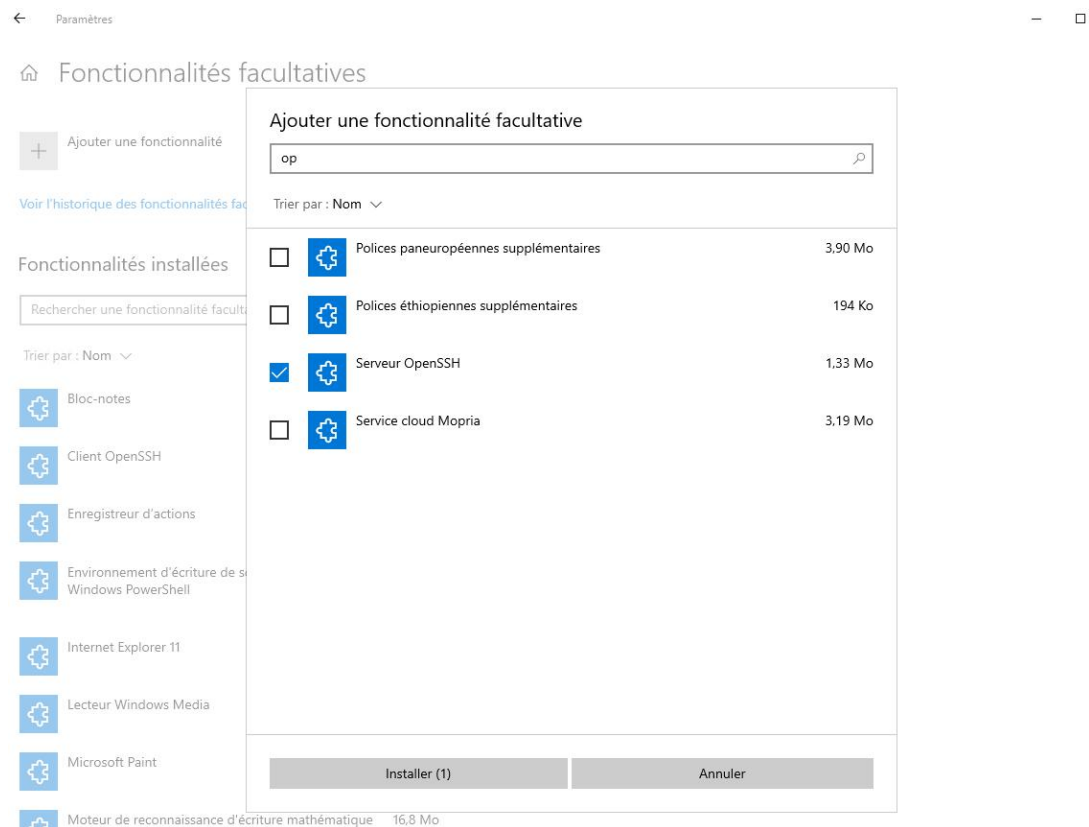 Paramètres
Fonctionnalités facultatives
Ajouter une fonctionnalité
Voir l'historique des fonctionnalités fac
Fonctionnalités installées
Rechercher une fonctionnalité faculta
Trier par : Nom
Bloc-notes
Client OpenSSH
Enregistreur d'actions
Environnement d'écriture de s
Windows PowerShell
Internet Explorer 11
Lecteur Windows Media
Microsoft Paint
Moteur de reconnaissance d'écriture mathématique 16,8 Mo
Ajouter une fonctionnalité facultative
op
Trier par : Nom
Polices paneuropéennes supplémentaires 3,90 Mo
Polices éthiopiennes supplémentaires 194 Ko
Serveur OpenSSH 1,33 Mo
Service cloud Mopria 3,19 Mo
Installer (1) Annuler